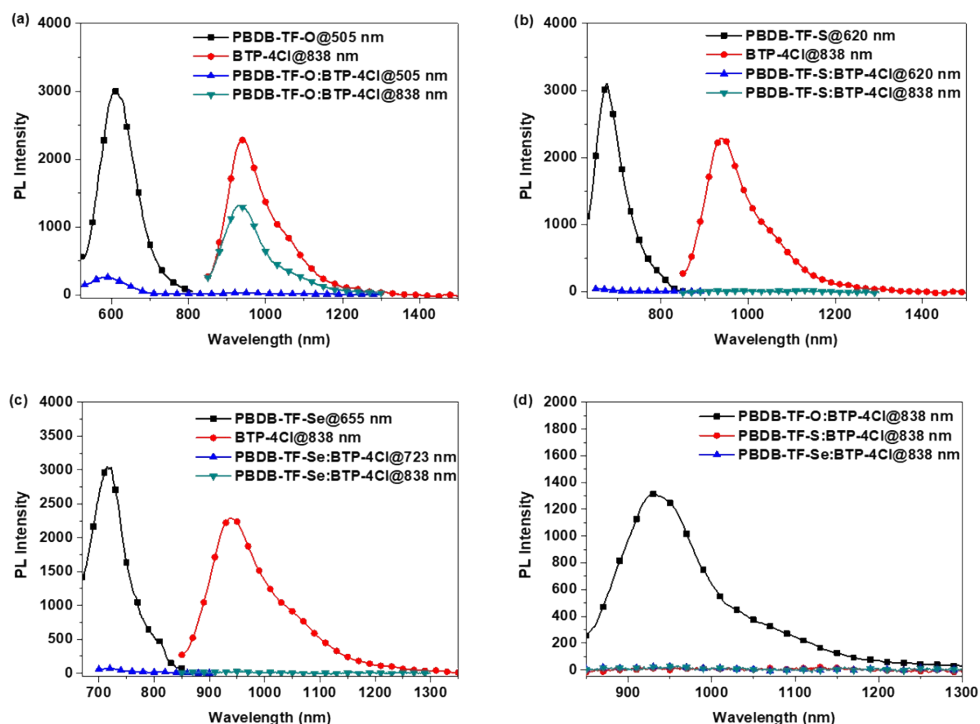 (a)
4000
3000
2000
1000
0
PL Intensity
PBDB-TF-O@505 nm
BTP-4Cl@838 nm
PBDB-TF-O:BTP-4Cl@505 nm
PBDB-TF-O:BTP-4Cl@838 nm
600 800 1000 1200 1400
Wavelength (nm)
(b)
4000
3000
2000
1000
0
PL Intensity
PBDB-TF-S@620 nm
BTP-4Cl@838 nm
PBDB-TF-S:BTP-4Cl@620 nm
PBDB-TF-S:BTP-4Cl@838 nm
800 1000 1200 1400
Wavelength (nm)
(c)
4000
3500
3000
2500
2000
1500
1000
500
0
PL Intensity
PBDB-TF-Se@655 nm
BTP-4Cl@838 nm
PBDB-TF-Se:BTP-4Cl@723 nm
PBDB-TF-Se:BTP-4Cl@838 nm
700 800 900 1000 1100 1200 1300
Wavelength (nm)
(d)
2000
1800
1600
1400
1200
1000
800
600
400
200
0
PL Intensity
PBDB-TF-O:BTP-4Cl@838 nm
PBDB-TF-S:BTP-4Cl@838 nm
PBDB-TF-Se:BTP-4Cl@838 nm
900 1000 1100 1200 1300
Wavelength (nm)